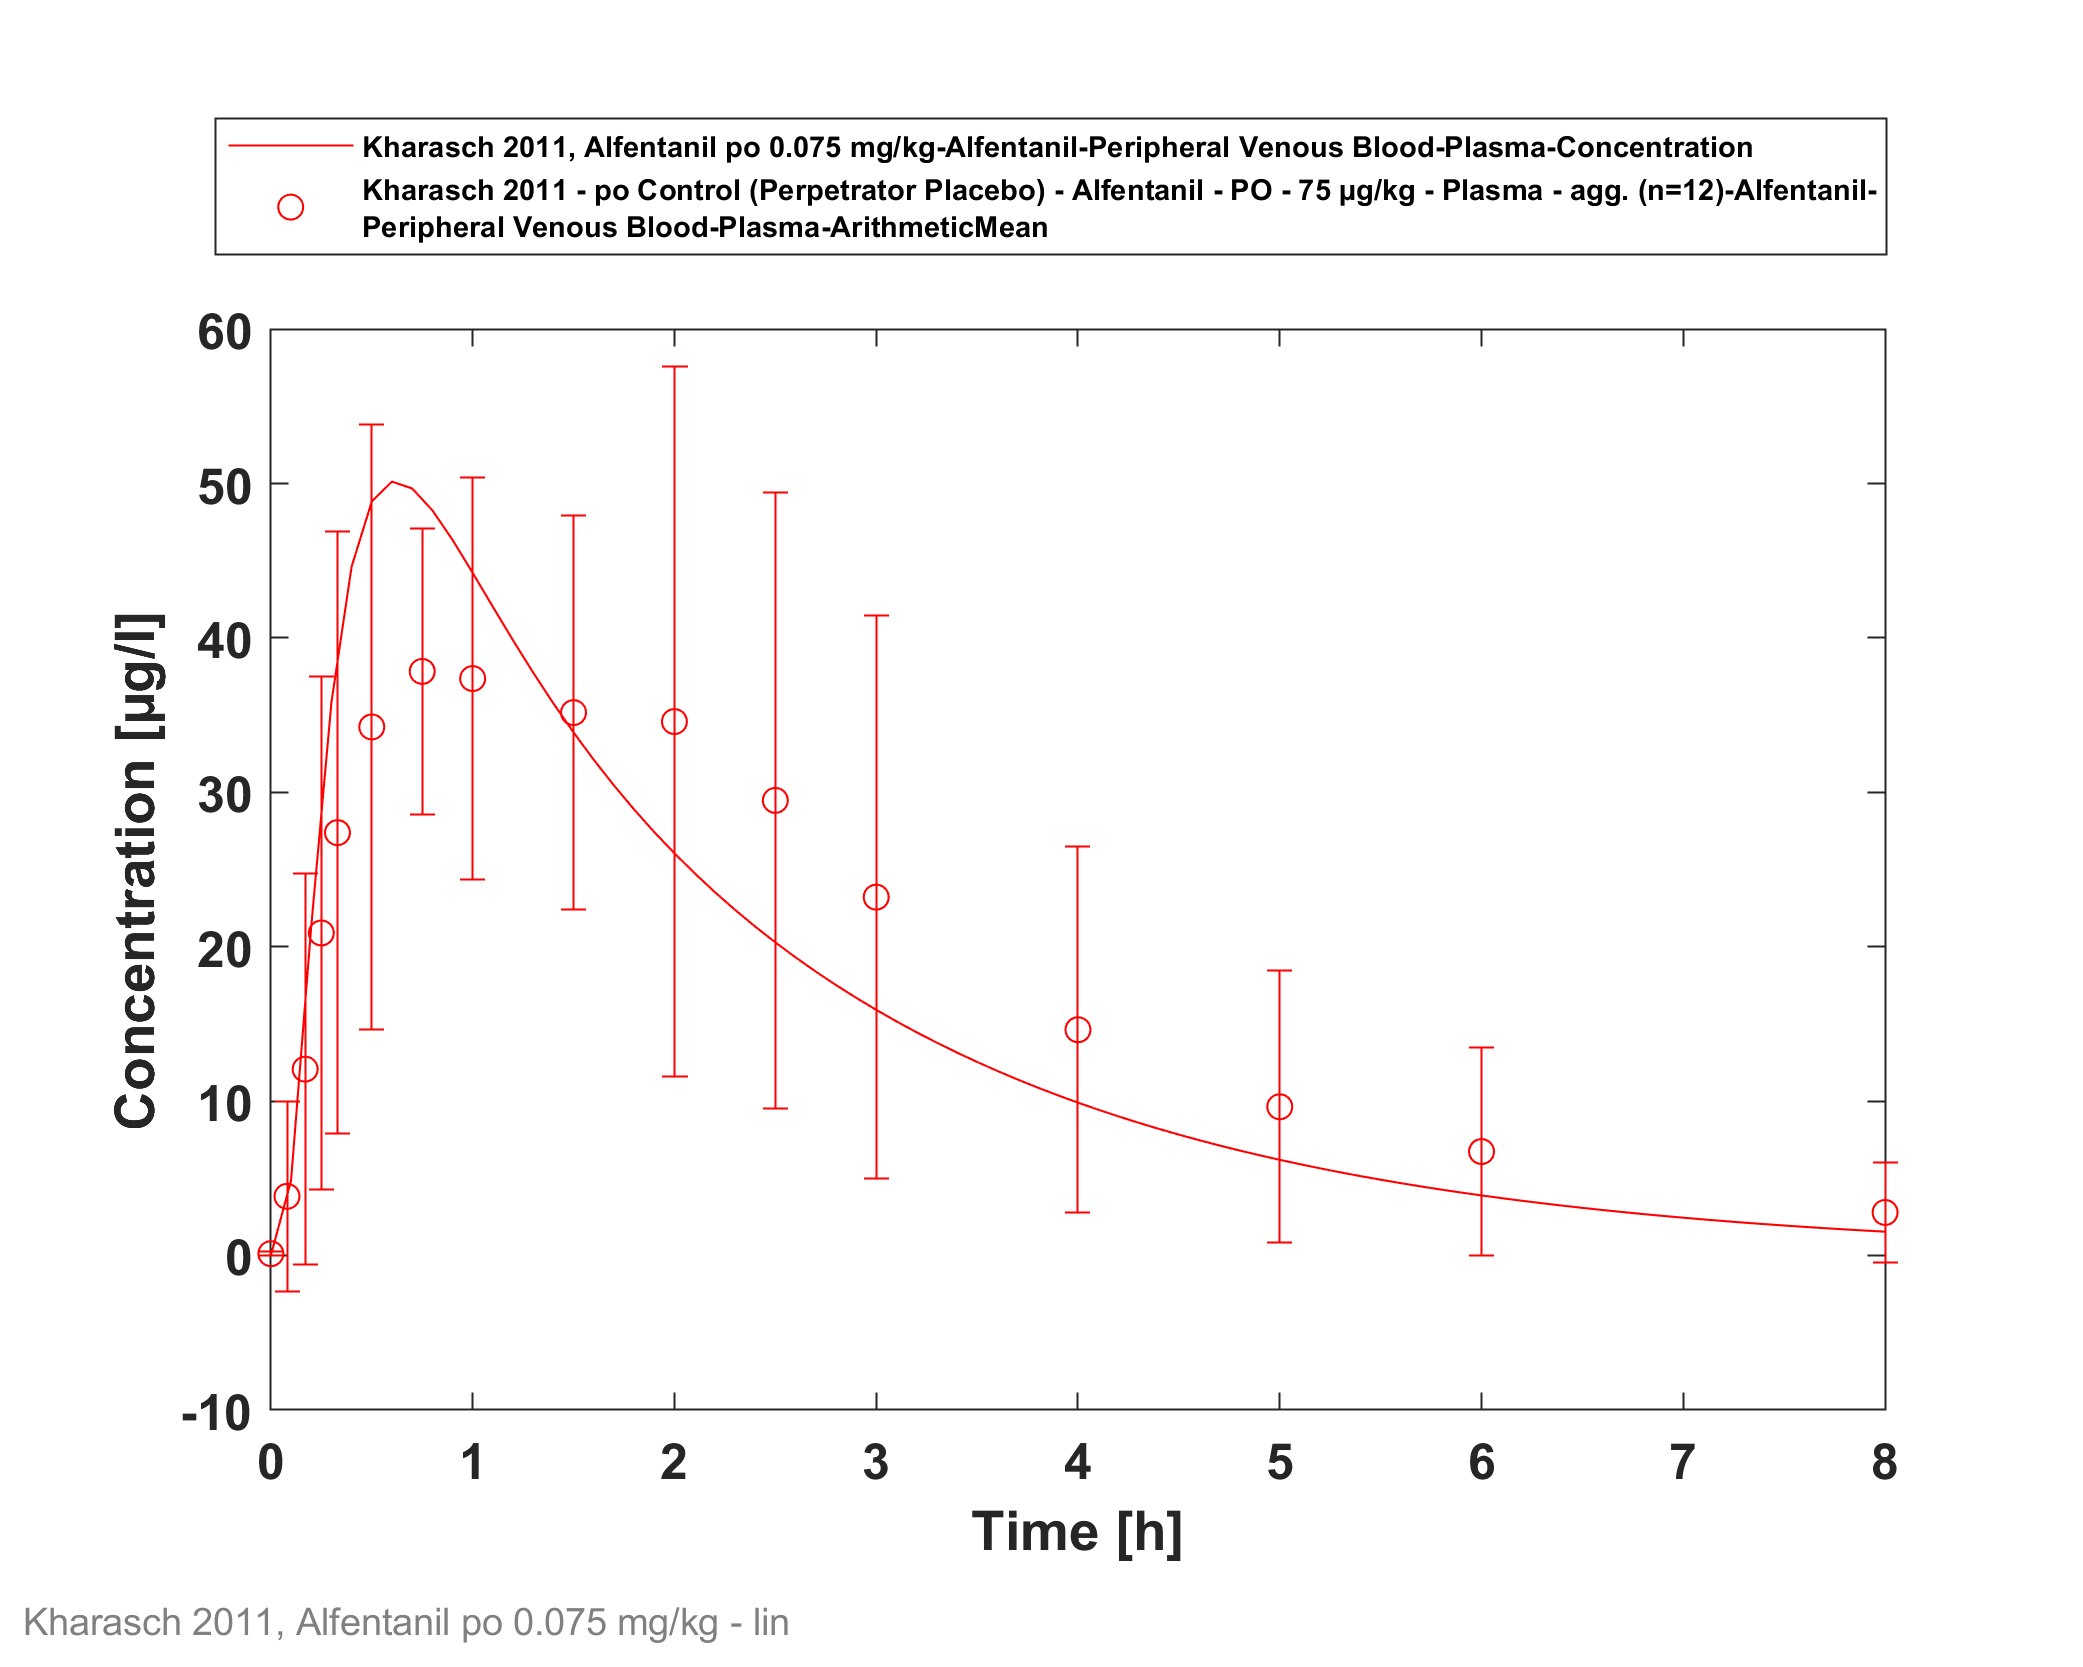 Kharasch 2011, Alfentanil po 0.075 mg/kg-Alfentanil-Peripheral Venous Blood-Plasma-Concentration
Kharasch 2011 - po Control (Perpetrator Placebo) - Alfentanil - PO - 75 µg/kg - Plasma - agg. (n=12)-Alfentanil-
Peripheral Venous Blood-Plasma-ArithmeticMean
60
50
40
30
20
10
0
-10
Concentration [µg/l]
0 1 2 3 4 5 6 7 8
Time [h]
Kharasch 2011, Alfentanil po 0.075 mg/kg - lin